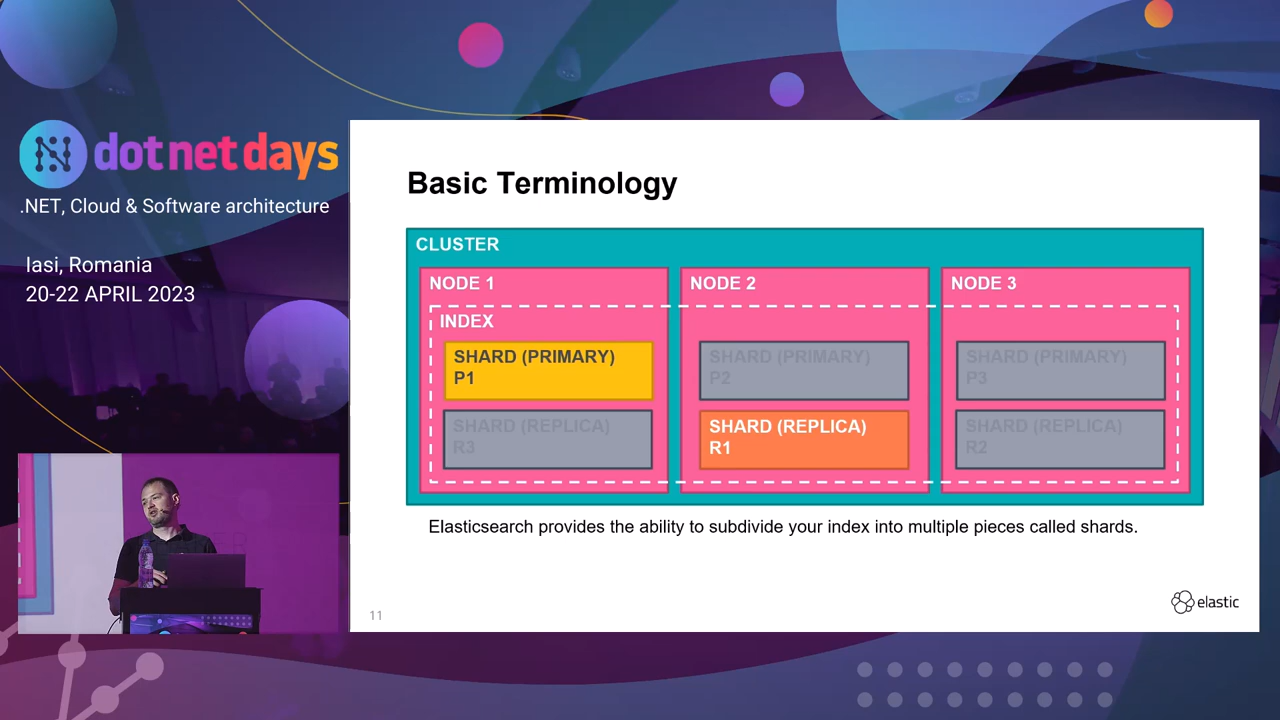 dotnetdays
.NET, Cloud & Software architecture
Iasi, Romania
20-22 APRIL 2023
Basic Terminology
CLUSTER
NODE 1
NODE 2
NODE 3
INDEX
SHARD (PRIMARY)
P1
SHARD (PRIMARY)
P2
SHARD (PRIMARY)
P3
SHARD (REPLICA)
R3
SHARD (REPLICA)
R1
SHARD (REPLICA)
R2
Elasticsearch provides the ability to subdivide your index into multiple pieces called shards.
11
elastic